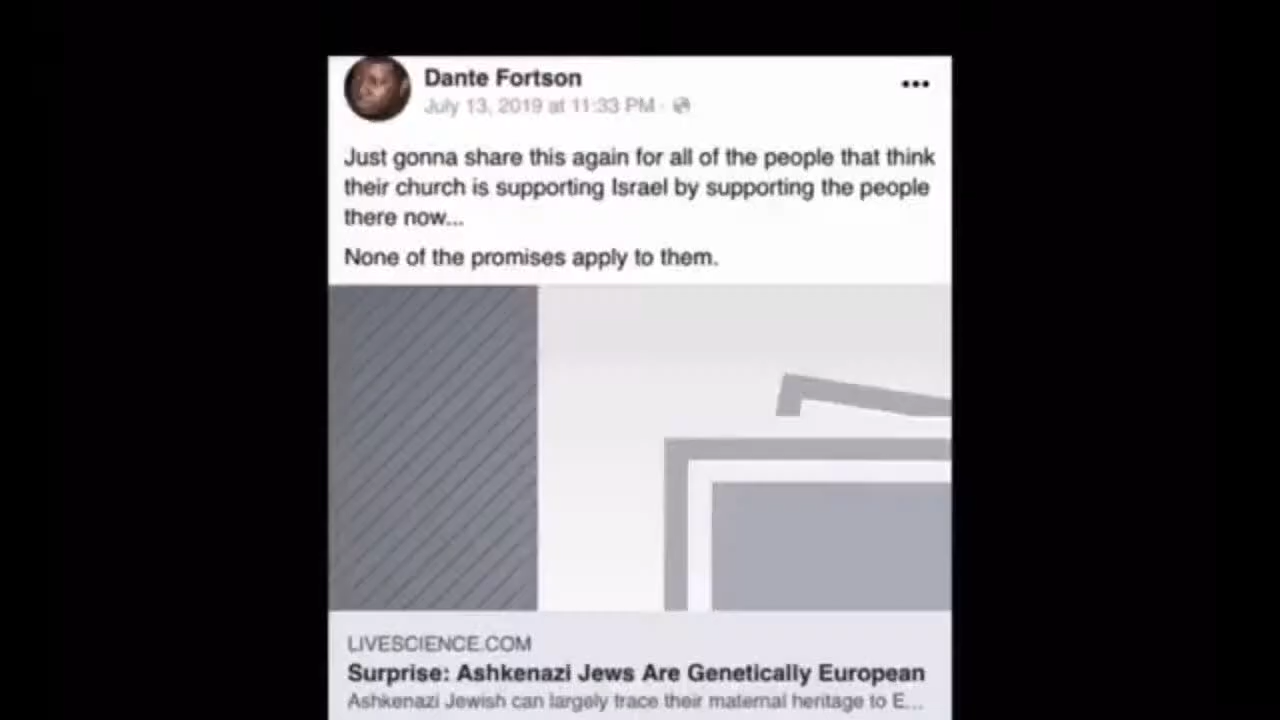 Dante Fortson
July 13, 2019 at 11:33 PM ·
Just gonna share this again for all of the people that think
their church is supporting Israel by supporting the people
there now...
None of the promises apply to them.
LIVESCIENCE.COM
Surprise: Ashkenazi Jews Are Genetically European
Ashkenazi Jewish can largely trace their maternal heritage to E...